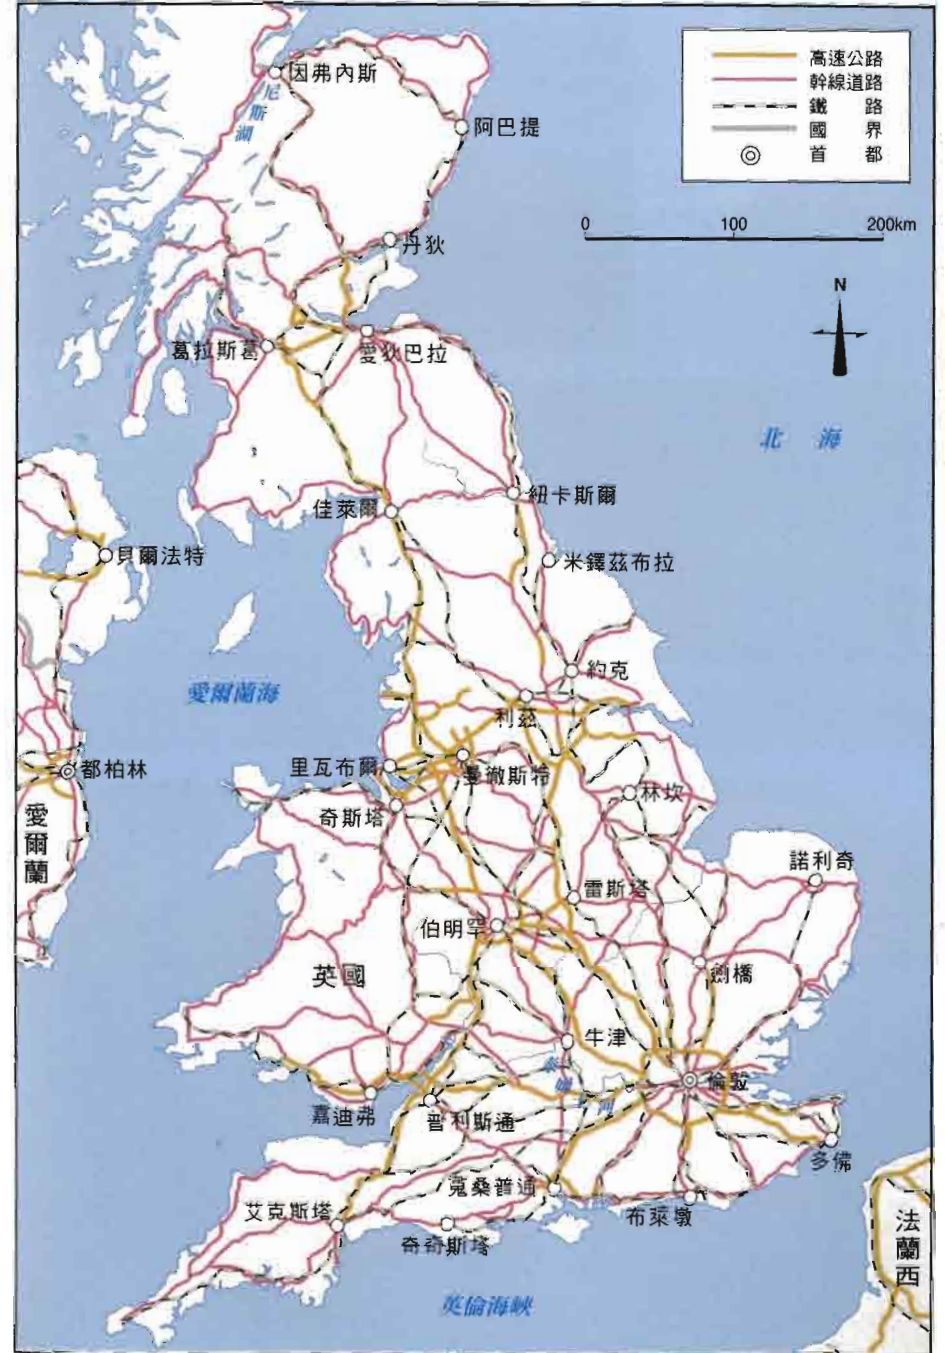 高速公路
幹線道路
鐵路
國界
首都
0 100 200km
N
因弗內斯
尼斯湖
阿巴提
丹狄
葛拉斯葛
愛狄巴拉
北海
佳萊爾
紐卡斯爾
貝爾法特
米鐸茲布拉
約克
愛爾蘭海
利茲
都柏林
里瓦布爾
曼徹斯特
奇斯塔
林坎
愛爾蘭
諾利奇
雷斯塔
伯明罕
英國
劍橋
牛津
倫敦
嘉迪弗
普利斯通
多佛
蒐桑普通
布萊墩
艾克斯塔
奇奇斯塔
法蘭西
英倫海峽